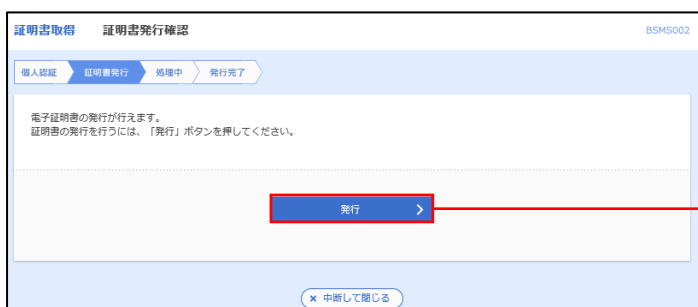 証明書取得 証明書発行確認 BSMS002
個人認証 証明書発行 処理中 発行完了
電子証明書の発行が行えます。
証明書の発行を行うには、「発行」ボタンを押してください。
発行
× 中断して閉じる